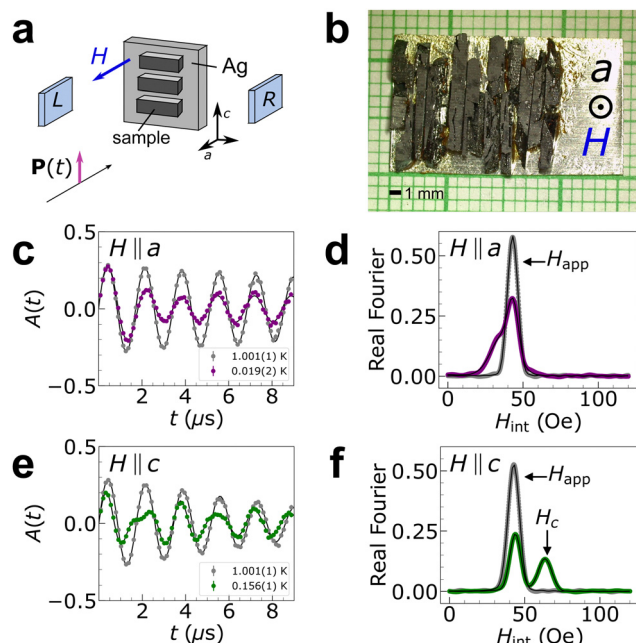 a
H
Ag
L
R
sample
c
a
P(t)
b
a
H
1 mm
c
H ∥ a
0.5
0.0
−0.5
A(t)
1.001(1) K
0.019(2) K
2 4 6 8
t (μs)
d
H ∥ a
H_app
0.50
0.25
0.00
Real Fourier
0 100
H_int (Oe)
e
H ∥ c
0.5
0.0
−0.5
A(t)
1.001(1) K
0.156(1) K
2 4 6 8
t (μs)
f
H ∥ c
H_app
H_c
0.50
0.25
0.00
Real Fourier
0 100
H_int (Oe)